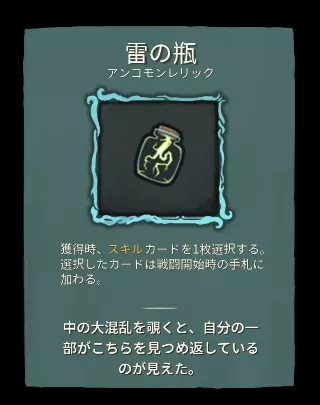 雷の瓶
アンコモンレリック
獲得時、スキルカードを1枚選択する。
選択したカードは戦闘開始時の手札に
加わる。
中の大混乱を覗くと、自分の一
部がこちらを見つめ返している
のが見えた。